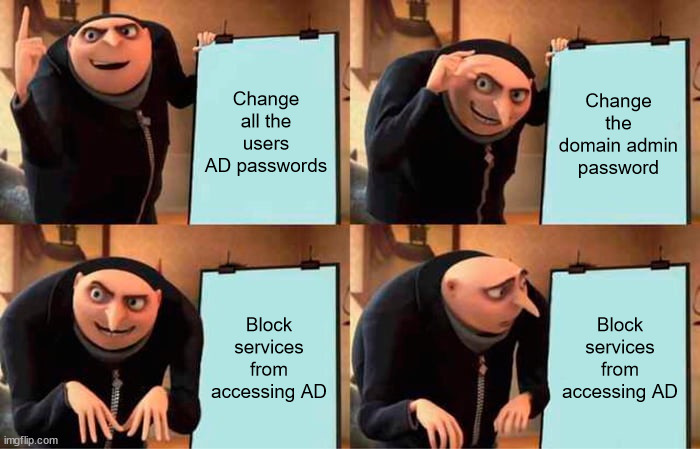 Change
all the
users
AD passwords
Change
the
domain admin
password
Block
services
from
accessing AD
Block
services
from
accessing AD
imgflip.com